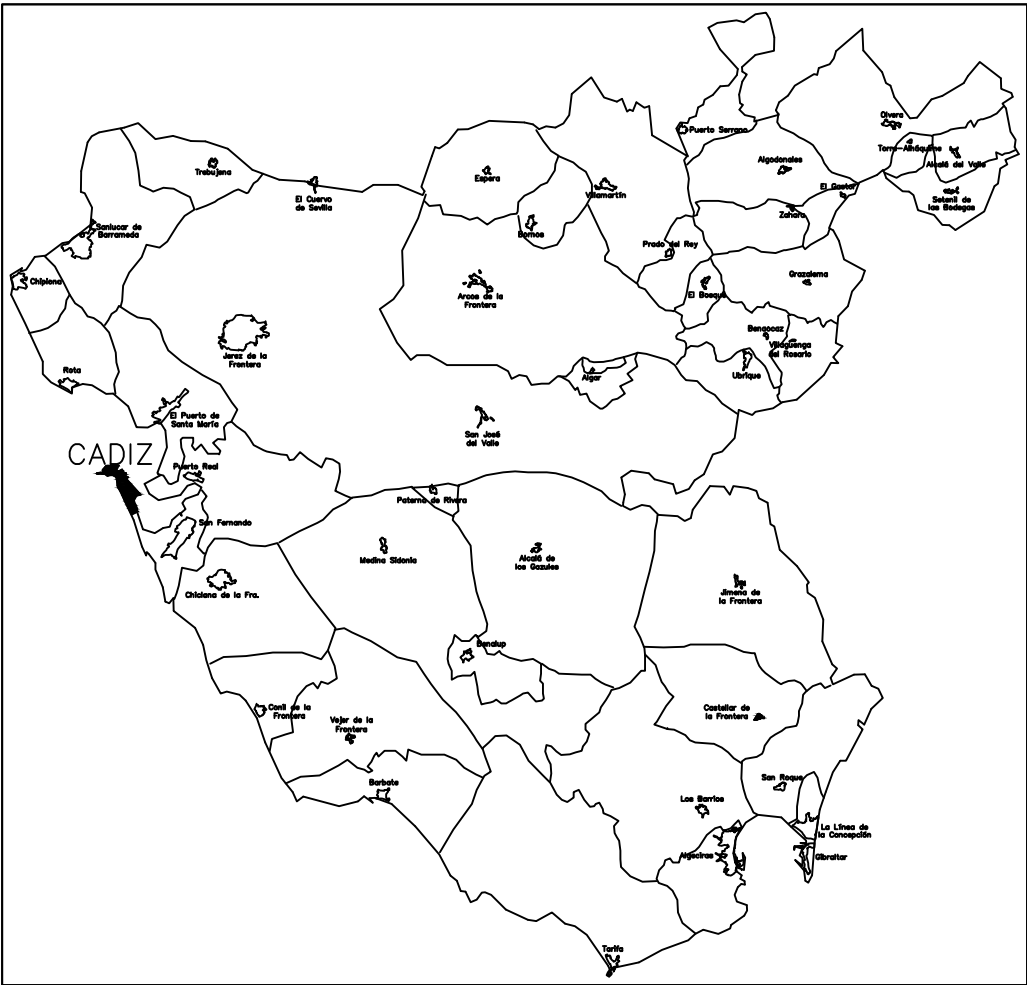 Puerto Serrano
Olvera
Torre-Alháquime
Alcalá del Valle
Algodonales
Trebujena
Espera
El Gastor
Villamartín
El Cuervo
de Sevilla
Setenil de
las Bodegas
Zahara
Sanlucar de
Barrameda
Bornos
Prado del Rey
Grazalema
Chipiona
El Bosque
Arcos de la
Frontera
Benaocaz
Villaluenga
del Rosario
Jerez de la
Frontera
Rota
Algar
Ubrique
El Puerto de
Santa María
San José
del Valle
CADIZ
Puerto Real
Paterna de Rivera
San Fernando
Medina Sidonia
Alcalá de
los Gazules
Chiclana de la Fra.
Jimena de
la Frontera
Benalup
Conil de la
Frontera
Castellar de
la Frontera
Vejer de la
Frontera
San Roque
Barbate
Los Barrios
La Línea de
la Concepción
Algeciras
Gibraltar
Tarifa